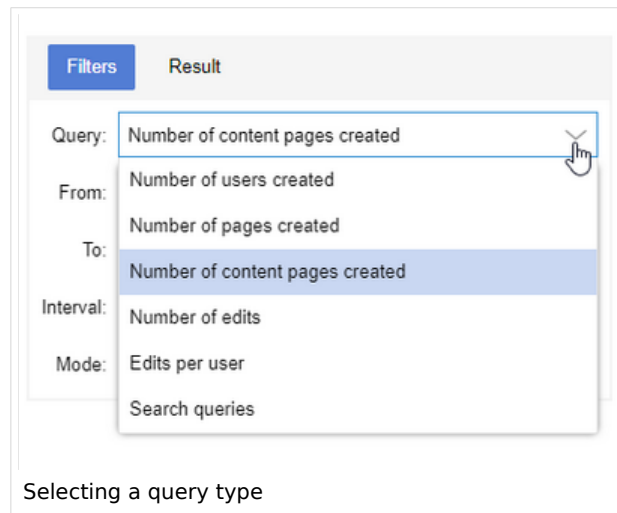 Filters Result
Query: Number of content pages created
Number of users created
From:
Number of pages created
To:
Number of content pages created
Interval: Number of edits
Mode: Edits per user
Search queries
Selecting a query type